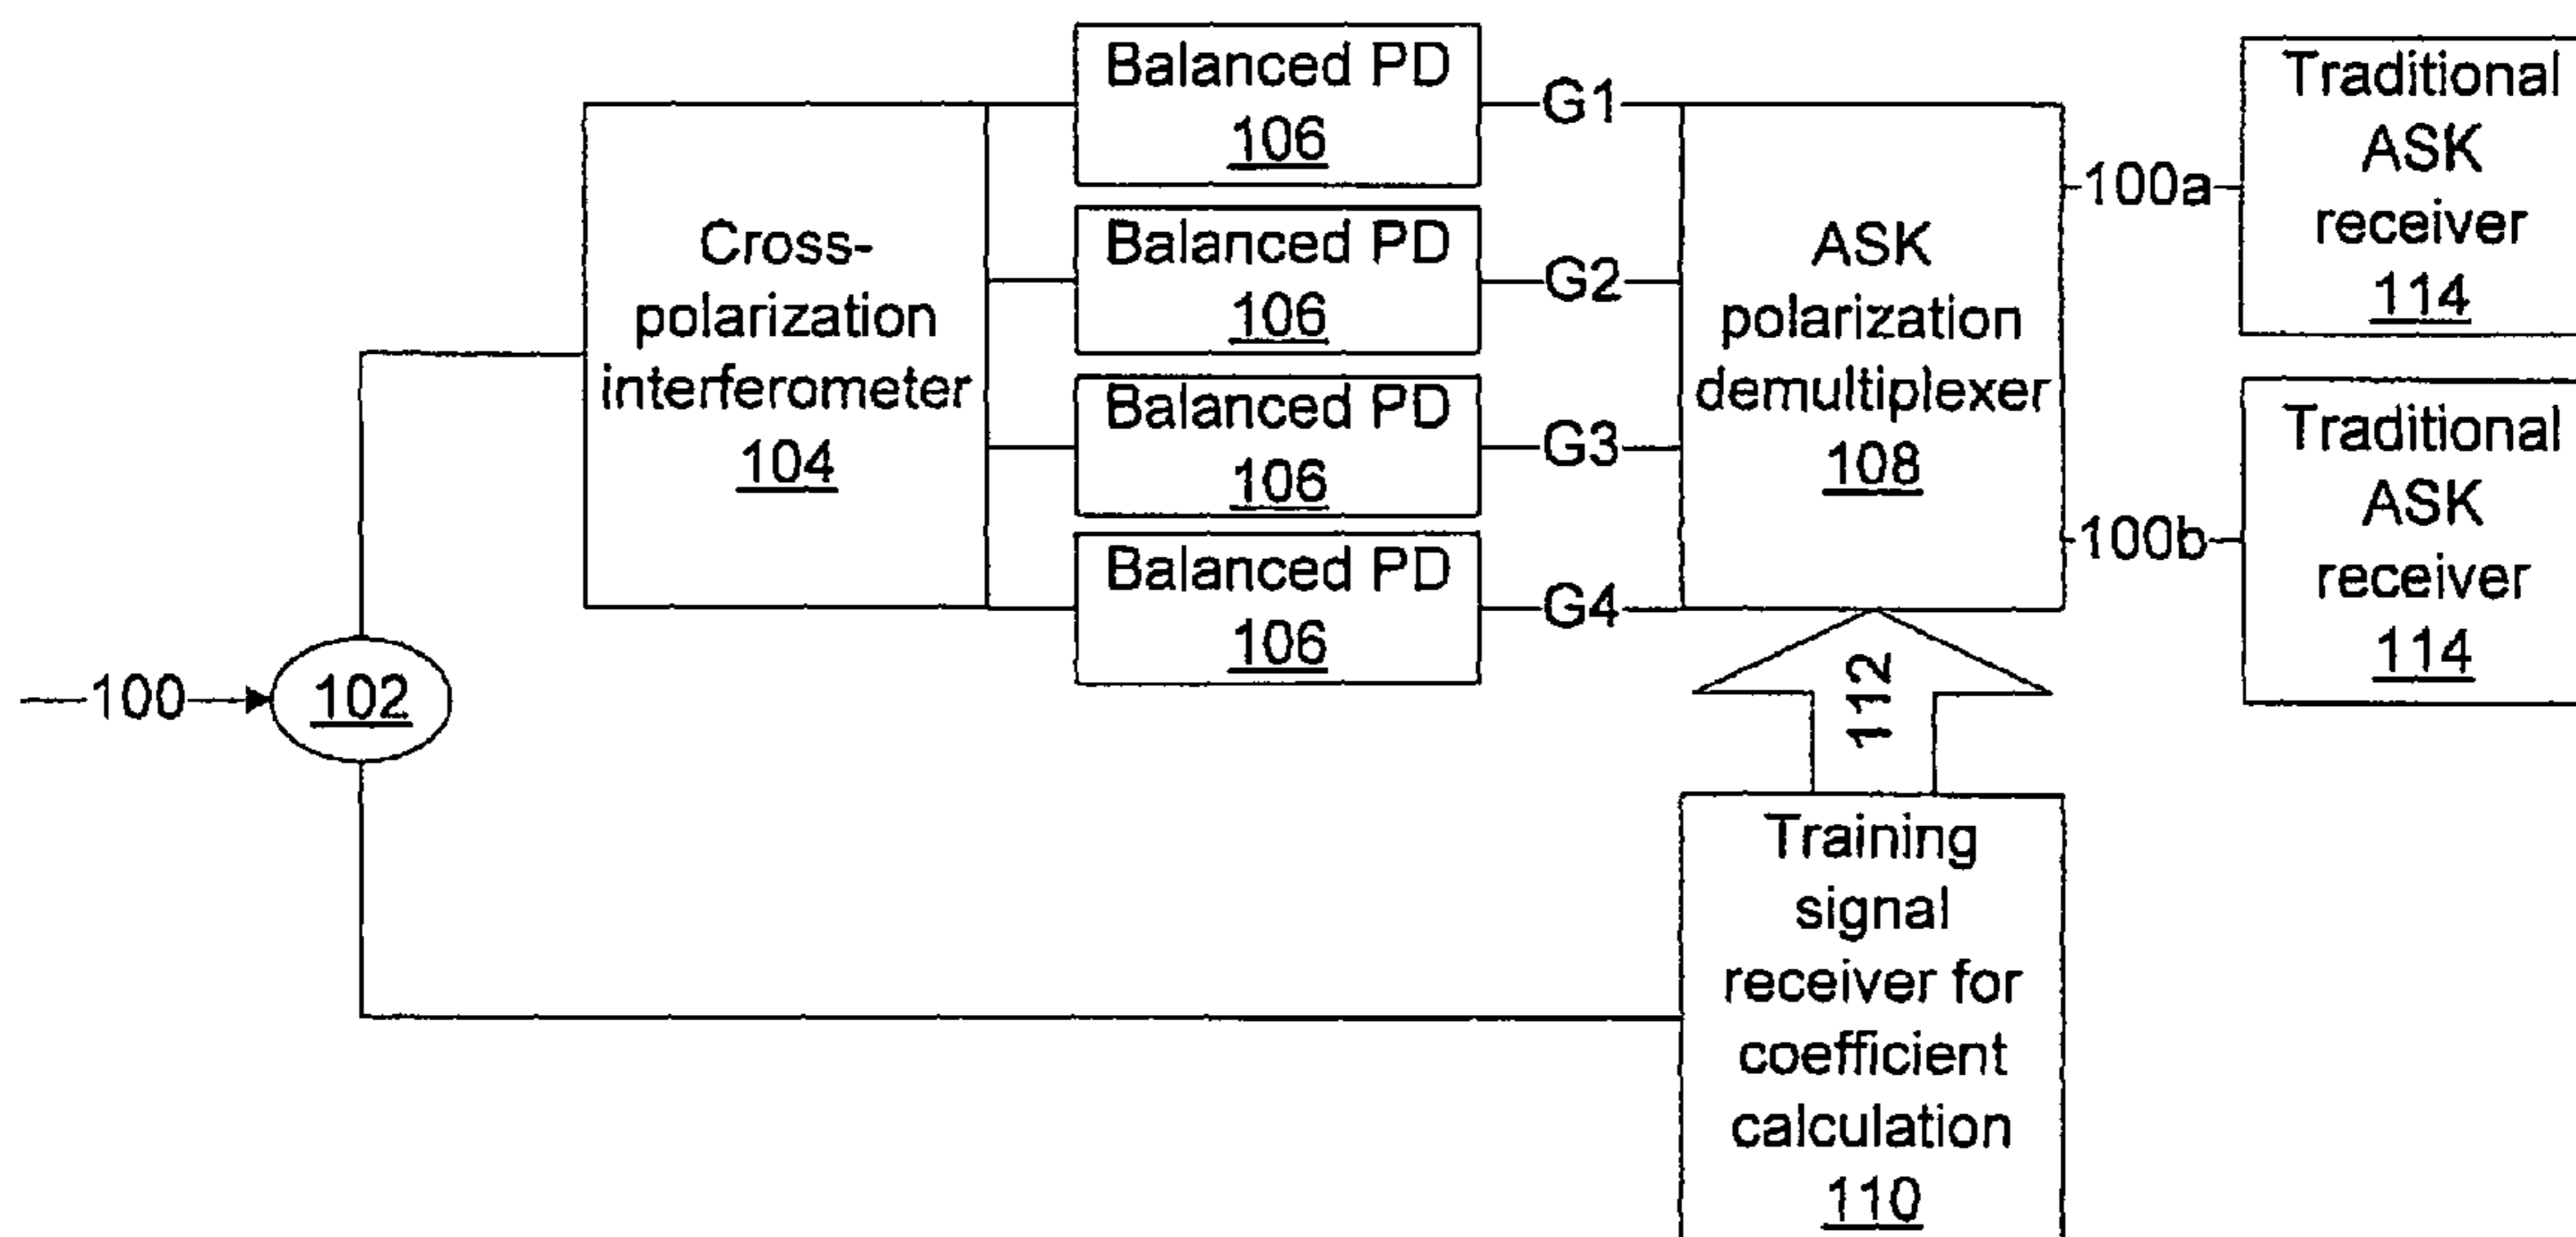 100
102
Cross-
polarization
interferometer
104
Balanced PD
106
Balanced PD
106
Balanced PD
106
Balanced PD
106
G1
G2
G3
G4
ASK
polarization
demultiplexer
108
112
Training
signal
receiver for
coefficient
calculation
110
100a
100b
Traditional
ASK
receiver
114
Traditional
ASK
receiver
114